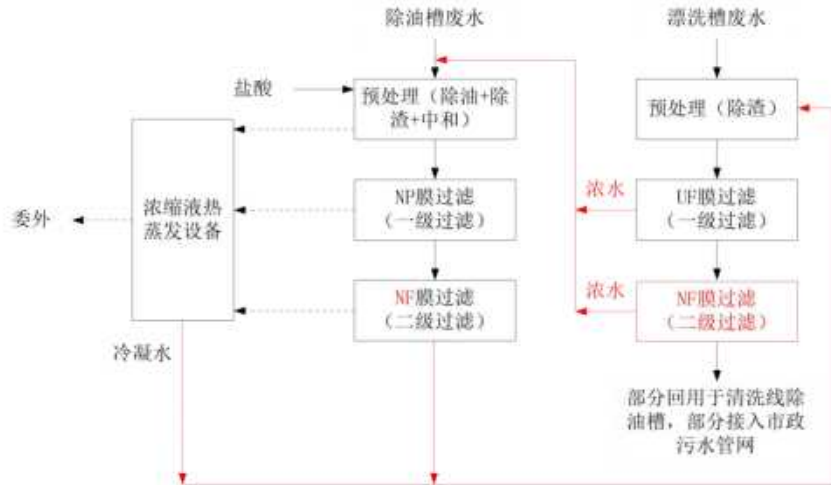 除油槽废水
漂洗槽废水
盐酸
预处理（除油+除
渣+中和）
预处理（除渣）
浓缩液热
蒸发设备
委外
NP膜过滤
（一级过滤）
浓水
UF膜过滤
（一级过滤）
NF膜过滤
（二级过滤）
浓水
NF膜过滤
（二级过滤）
冷凝水
部分回用于清洗线除
油槽，部分接入市政
污水管网